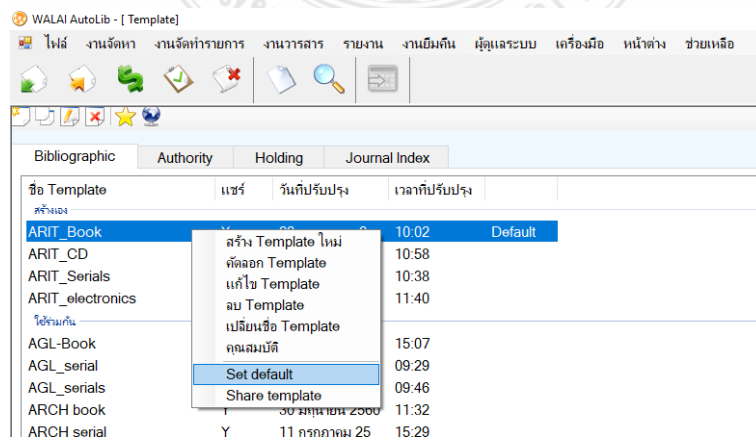 WALAI AutoLib - [ Template]
ไฟล์ งานจัดหา งานจัดทำรายการ งานวารสาร รายงาน งานยืมคืน ผู้ดูแลระบบ เครื่องมือ หน้าต่าง ช่วยเหลือ
Bibliographic Authority Holding Journal Index
ชื่อ Template แชร์ วันที่ปรับปรุง เวลาที่ปรับปรุง
สร้างเอง
ARIT_Book 10:02 Default
ARIT_CD 10:58
ARIT_Serials 10:38
ARIT_electronics 11:40
สร้าง Template ใหม่
คัดลอก Template
แก้ไข Template
ลบ Template
เปลี่ยนชื่อ Template
คุณสมบัติ
Set default
Share template
ใช้ร่วมกัน
AGL-Book 15:07
AGL_serial 09:29
AGL_serials 09:46
ARCH book Y 30 มิถุนายน 2560 11:32
ARCH serial Y 11 กรกฎาคม 25 15:29